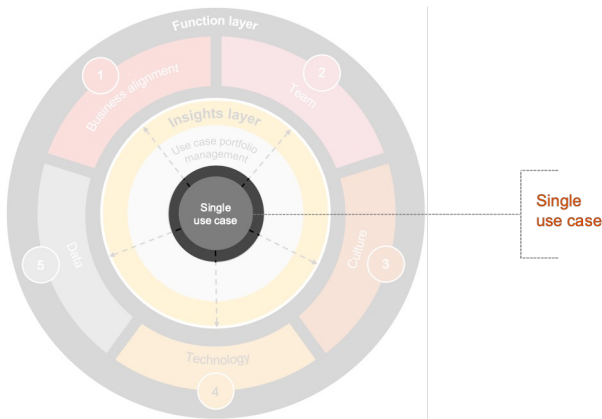 Function layer
1
Business alignment
2
Team
Insights layer
Use case portfolio
management
Single
use case
Single
use case
Culture
3
Data
5
Technology
4